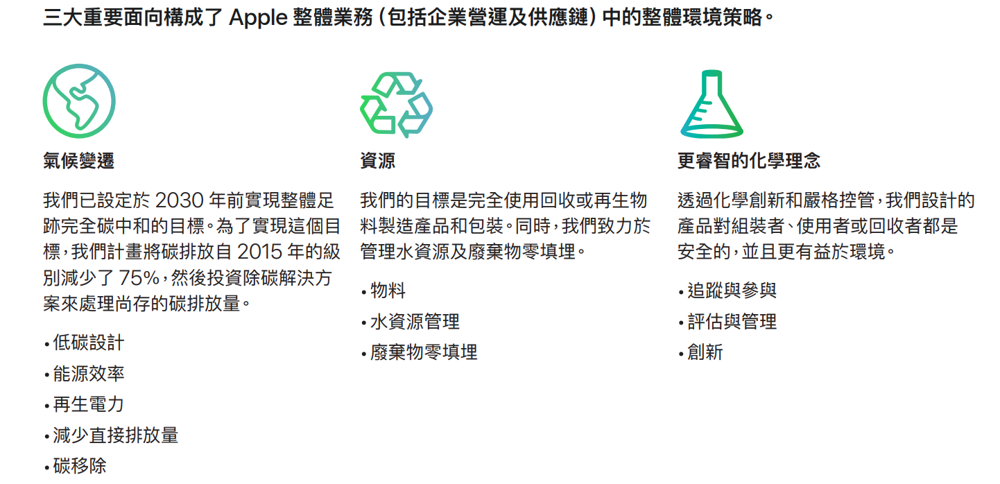 三大重要面向構成了 Apple 整體業務（包括企業營運及供應鏈）中的整體環境策略。
氣候變遷
我們已設定於 2030 年前實現整體足
跡完全碳中和的目標。為了實現這個目
標，我們計畫將碳排放自 2015 年的級
別減少了 75%，然後投資除碳解決方
案來處理尚存的碳排放量。
•低碳設計
•能源效率
•再生電力
•減少直接排放量
•碳移除
資源
我們的目標是完全使用回收或再生物
料製造產品和包裝。同時，我們致力於
管理水資源及廢棄物零填埋。
•物料
•水資源管理
•廢棄物零填埋
更睿智的化學理念
透過化學創新和嚴格控管，我們設計的
產品對組裝者、使用者或回收者都是
安全的，並且更有益於環境。
•追蹤與參與
•評估與管理
•創新